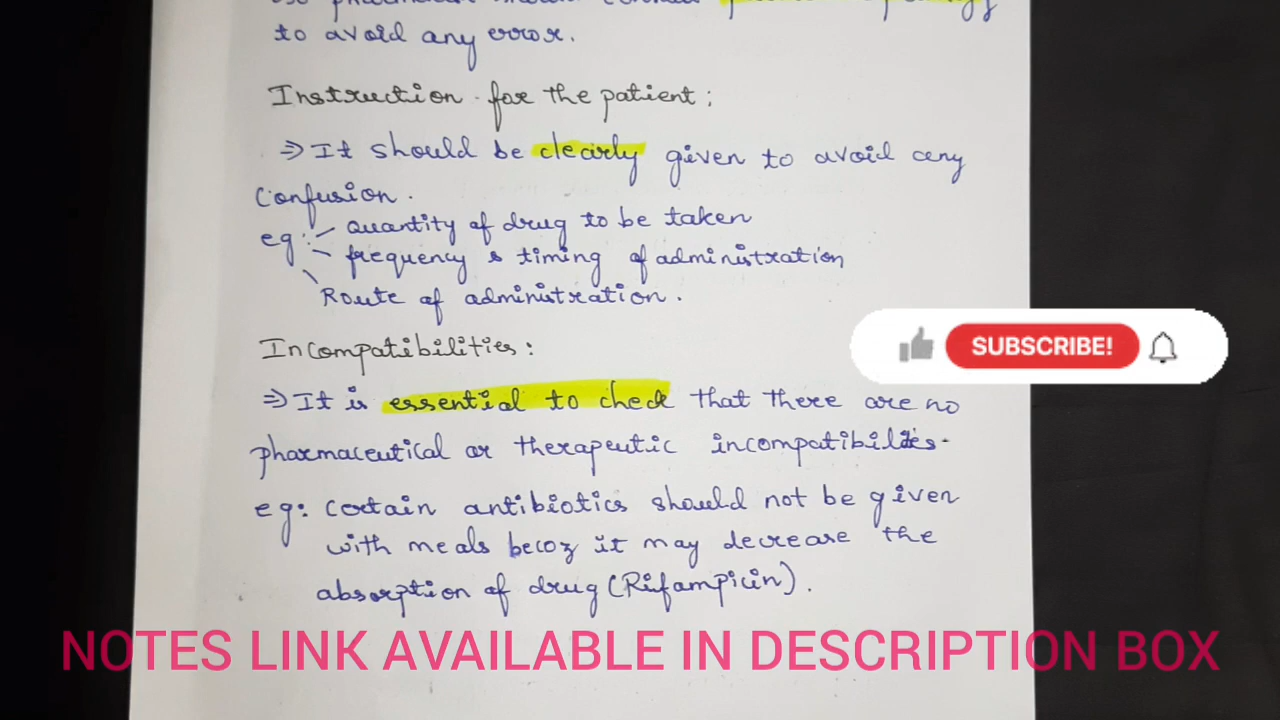 to avoid any error.
Instruction for the patient:
⇒ It should be clearly given to avoid any
confusion.
eg:- quantity of drug to be taken
- frequency & timing of administration
\ Route of administration.
Incompatibilities:
SUBSCRIBE!
⇒ It is essential to check that there are no
pharmaceutical or therapeutic incompatibilities.
eg: certain antibiotics should not be given
with meals becoz it may decrease the
absorption of drug (Rifampicin).
NOTES LINK AVAILABLE IN DESCRIPTION BOX